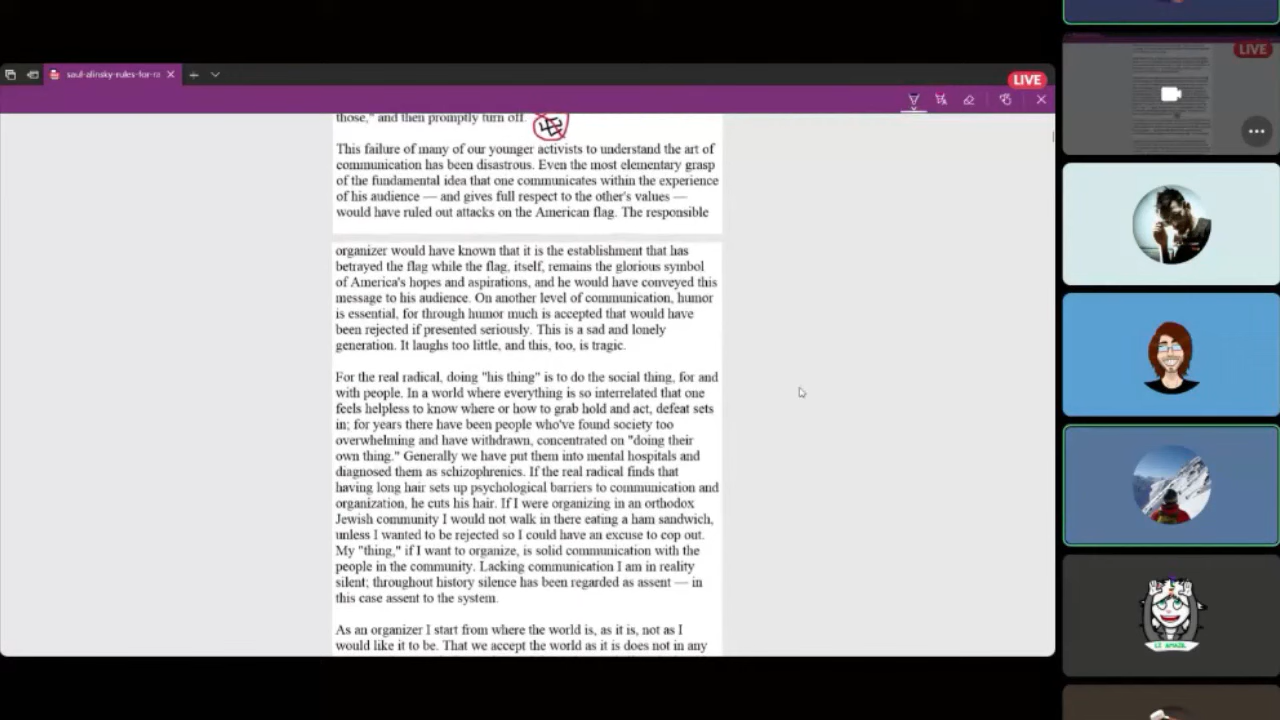 saul-alinsky-rules-for-ra
LIVE
LIVE
those," and then promptly turn off.
This failure of many of our younger activists to understand the art of
communication has been disastrous. Even the most elementary grasp
of the fundamental idea that one communicates within the experience
of his audience — and gives full respect to the other's values —
would have ruled out attacks on the American flag. The responsible
organizer would have known that it is the establishment that has
betrayed the flag while the flag, itself, remains the glorious symbol
of America's hopes and aspirations, and he would have conveyed this
message to his audience. On another level of communication, humor
is essential, for through humor much is accepted that would have
been rejected if presented seriously. This is a sad and lonely
generation. It laughs too little, and this, too, is tragic.
For the real radical, doing "his thing" is to do the social thing, for and
with people. In a world where everything is so interrelated that one
feels helpless to know where or how to grab hold and act, defeat sets
in; for years there have been people who've found society too
overwhelming and have withdrawn, concentrated on "doing their
own thing." Generally we have put them into mental hospitals and
diagnosed them as schizophrenics. If the real radical finds that
having long hair sets up psychological barriers to communication and
organization, he cuts his hair. If I were organizing in an orthodox
Jewish community I would not walk in there eating a ham sandwich,
unless I wanted to be rejected so I could have an excuse to cop out.
My "thing," if I want to organize, is solid communication with the
people in the community. Lacking communication I am in reality
silent; throughout history silence has been regarded as assent — in
this case assent to the system.
As an organizer I start from where the world is, as it is, not as I
would like it to be. That we accept the world as it is does not in any